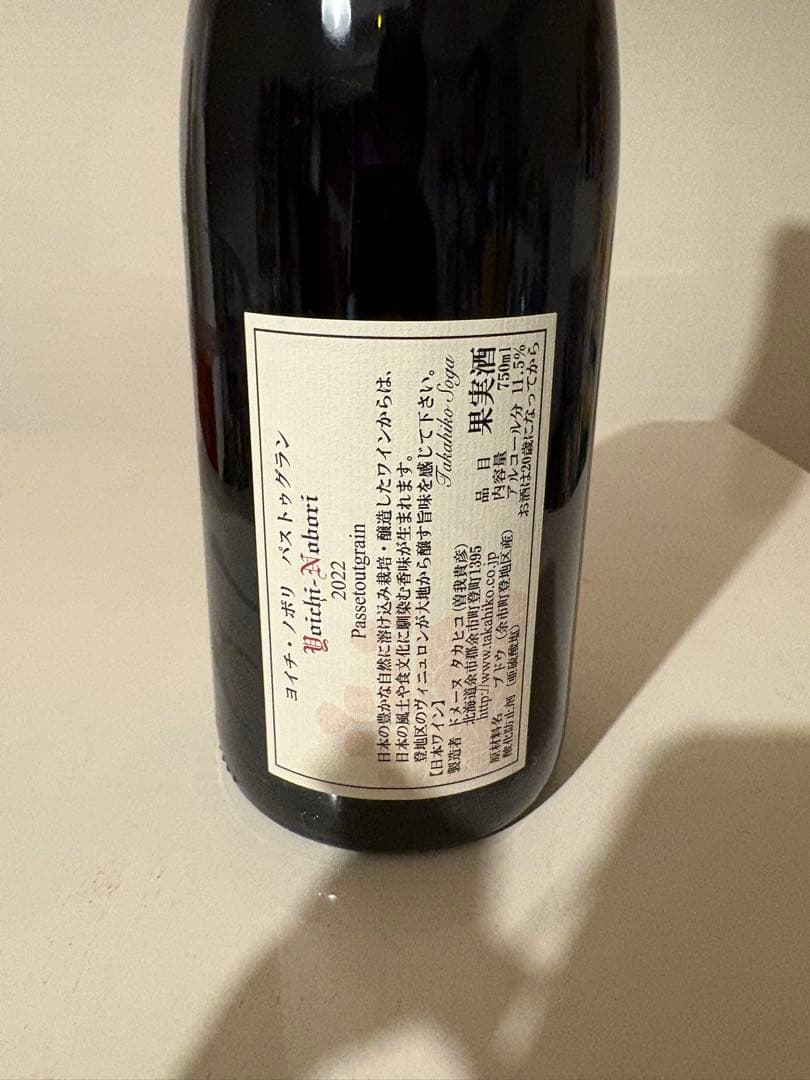 ヨイチ・ノボリ パストゥグラン
Yoichi-Nobori
2022
Passetoutgrain
日本の豊かな自然に溶け込み栽培・醸造したワインからは、
日本の風土や食文化に馴染む香味が生まれます。
登地区のヴィニュロンが大地から醸す旨味を感じて下さい。
Takahiko Soga
【日本ワイン】
製造者 ドメーヌ タカヒコ(曽我貴彦)
北海道余市郡余市町登町1395
http://www.takahiko.co.jp
原材料名 ブドウ(余市町登地区産)
酸化防止剤(亜硫酸塩)
品目 果実酒
内容量 750ml
アルコール分 11.5%
お酒は20歳になってから